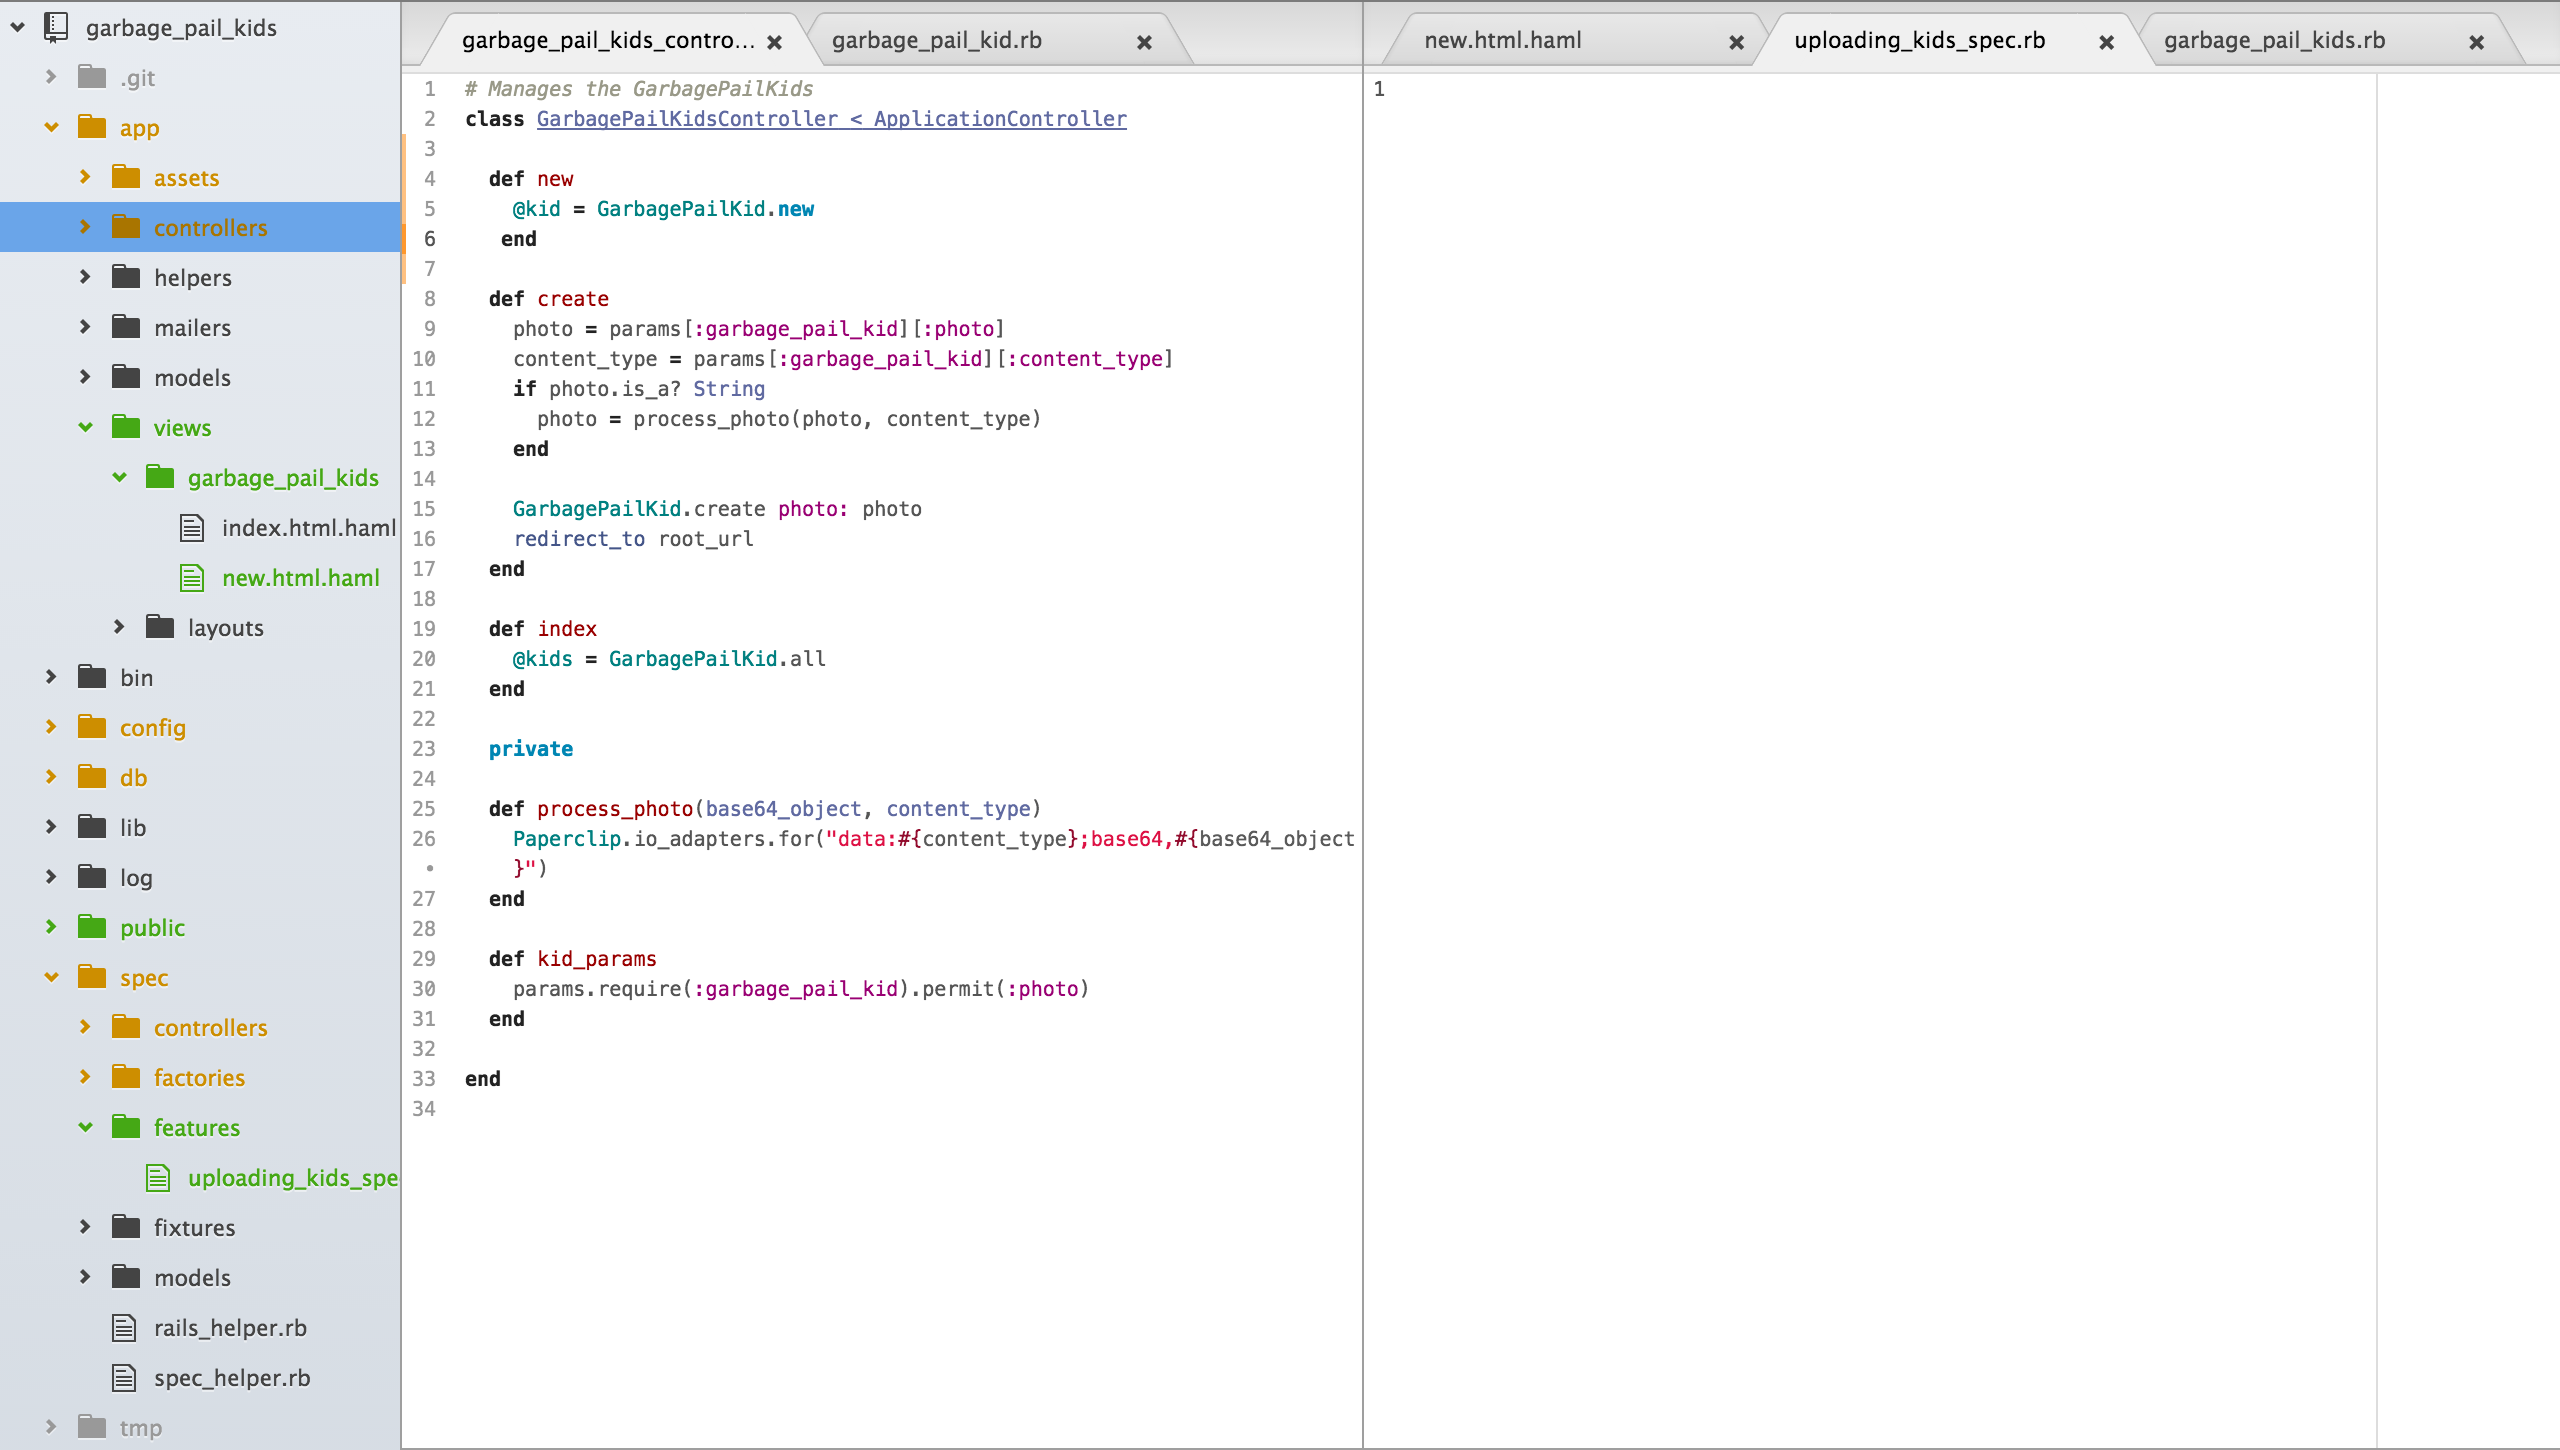 garbage_pail_kids
.git
app
assets
controllers
helpers
mailers
models
views
garbage_pail_kids
index.html.haml
new.html.haml
layouts
bin
config
db
lib
log
public
spec
controllers
factories
features
uploading_kids_spe
fixtures
models
rails_helper.rb
spec_helper.rb
tmp
garbage_pail_kids_contro... garbage_pail_kid.rb
1 # Manages the GarbagePailKids
2 class GarbagePailKidsController < ApplicationController
3
4 def new
5 @kid = GarbagePailKid.new
6 end
7
8 def create
9 photo = params[:garbage_pail_kid][:photo]
10 content_type = params[:garbage_pail_kid][:content_type]
11 if photo.is_a? String
12 photo = process_photo(photo, content_type)
13 end
14
15 GarbagePailKid.create photo: photo
16 redirect_to root_url
17 end
18
19 def index
20 @kids = GarbagePailKid.all
21 end
22
23 private
24
25 def process_photo(base64_object, content_type)
26 Paperclip.io_adapters.for("data:#{content_type};base64,#{base64_object
• }")
27 end
28
29 def kid_params
30 params.require(:garbage_pail_kid).permit(:photo)
31 end
32
33 end
34
new.html.haml uploading_kids_spec.rb garbage_pail_kids.rb
1